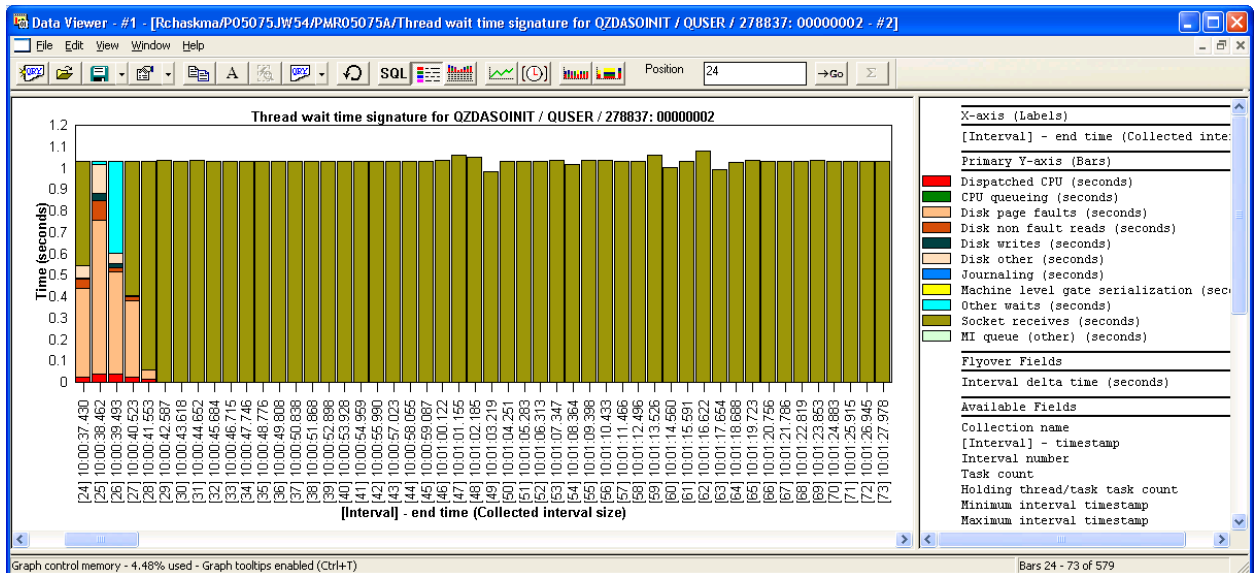 Data Viewer - #1 - [Rchaskma/P05075JW54/PMR05075A/Thread wait time signature for QZDASOINIT / QUSER / 278837: 00000002 - #2]
File Edit View Window Help
QRY A QRY SQL Position 24 Go Σ
Thread wait time signature for QZDASOINIT / QUSER / 278837: 00000002
Time (seconds)
1.2
1.1
1
0.9
0.8
0.7
0.6
0.5
0.4
0.3
0.2
0.1
0
[24] 10:00:37.430
[25] 10:00:38.462
[26] 10:00:39.493
[27] 10:00:40.523
[28] 10:00:41.553
[29] 10:00:42.587
[30] 10:00:43.618
[31] 10:00:44.652
[32] 10:00:45.684
[33] 10:00:46.715
[34] 10:00:47.746
[35] 10:00:48.776
[36] 10:00:49.808
[37] 10:00:50.838
[38] 10:00:51.868
[39] 10:00:52.898
[40] 10:00:53.928
[41] 10:00:54.959
[42] 10:00:55.990
[43] 10:00:57.023
[44] 10:00:58.055
[45] 10:00:59.087
[46] 10:01:00.122
[47] 10:01:01.155
[48] 10:01:02.185
[49] 10:01:03.219
[50] 10:01:04.251
[51] 10:01:05.283
[52] 10:01:06.313
[53] 10:01:07.347
[54] 10:01:08.364
[55] 10:01:09.398
[56] 10:01:10.433
[57] 10:01:11.466
[58] 10:01:12.496
[59] 10:01:13.526
[60] 10:01:14.560
[61] 10:01:15.591
[62] 10:01:16.622
[63] 10:01:17.654
[64] 10:01:18.688
[65] 10:01:19.723
[66] 10:01:20.756
[67] 10:01:21.786
[68] 10:01:22.819
[69] 10:01:23.853
[70] 10:01:24.883
[71] 10:01:25.915
[72] 10:01:26.945
[73] 10:01:27.978
[Interval] - end time (Collected interval size)
X-axis (Labels)
[Interval] - end time (Collected inte
Primary Y-axis (Bars)
Dispatched CPU (seconds)
CPU queueing (seconds)
Disk page faults (seconds)
Disk non fault reads (seconds)
Disk writes (seconds)
Disk other (seconds)
Journaling (seconds)
Machine level gate serialization (sec
Other waits (seconds)
Socket receives (seconds)
MI queue (other) (seconds)
Flyover Fields
Interval delta time (seconds)
Available Fields
Collection name
[Interval] - timestamp
Interval number
Task count
Holding thread/task task count
Minimum interval timestamp
Maximum interval timestamp
Graph control memory - 4.48% used - Graph tooltips enabled (Ctrl+T)
Bars 24 - 73 of 579